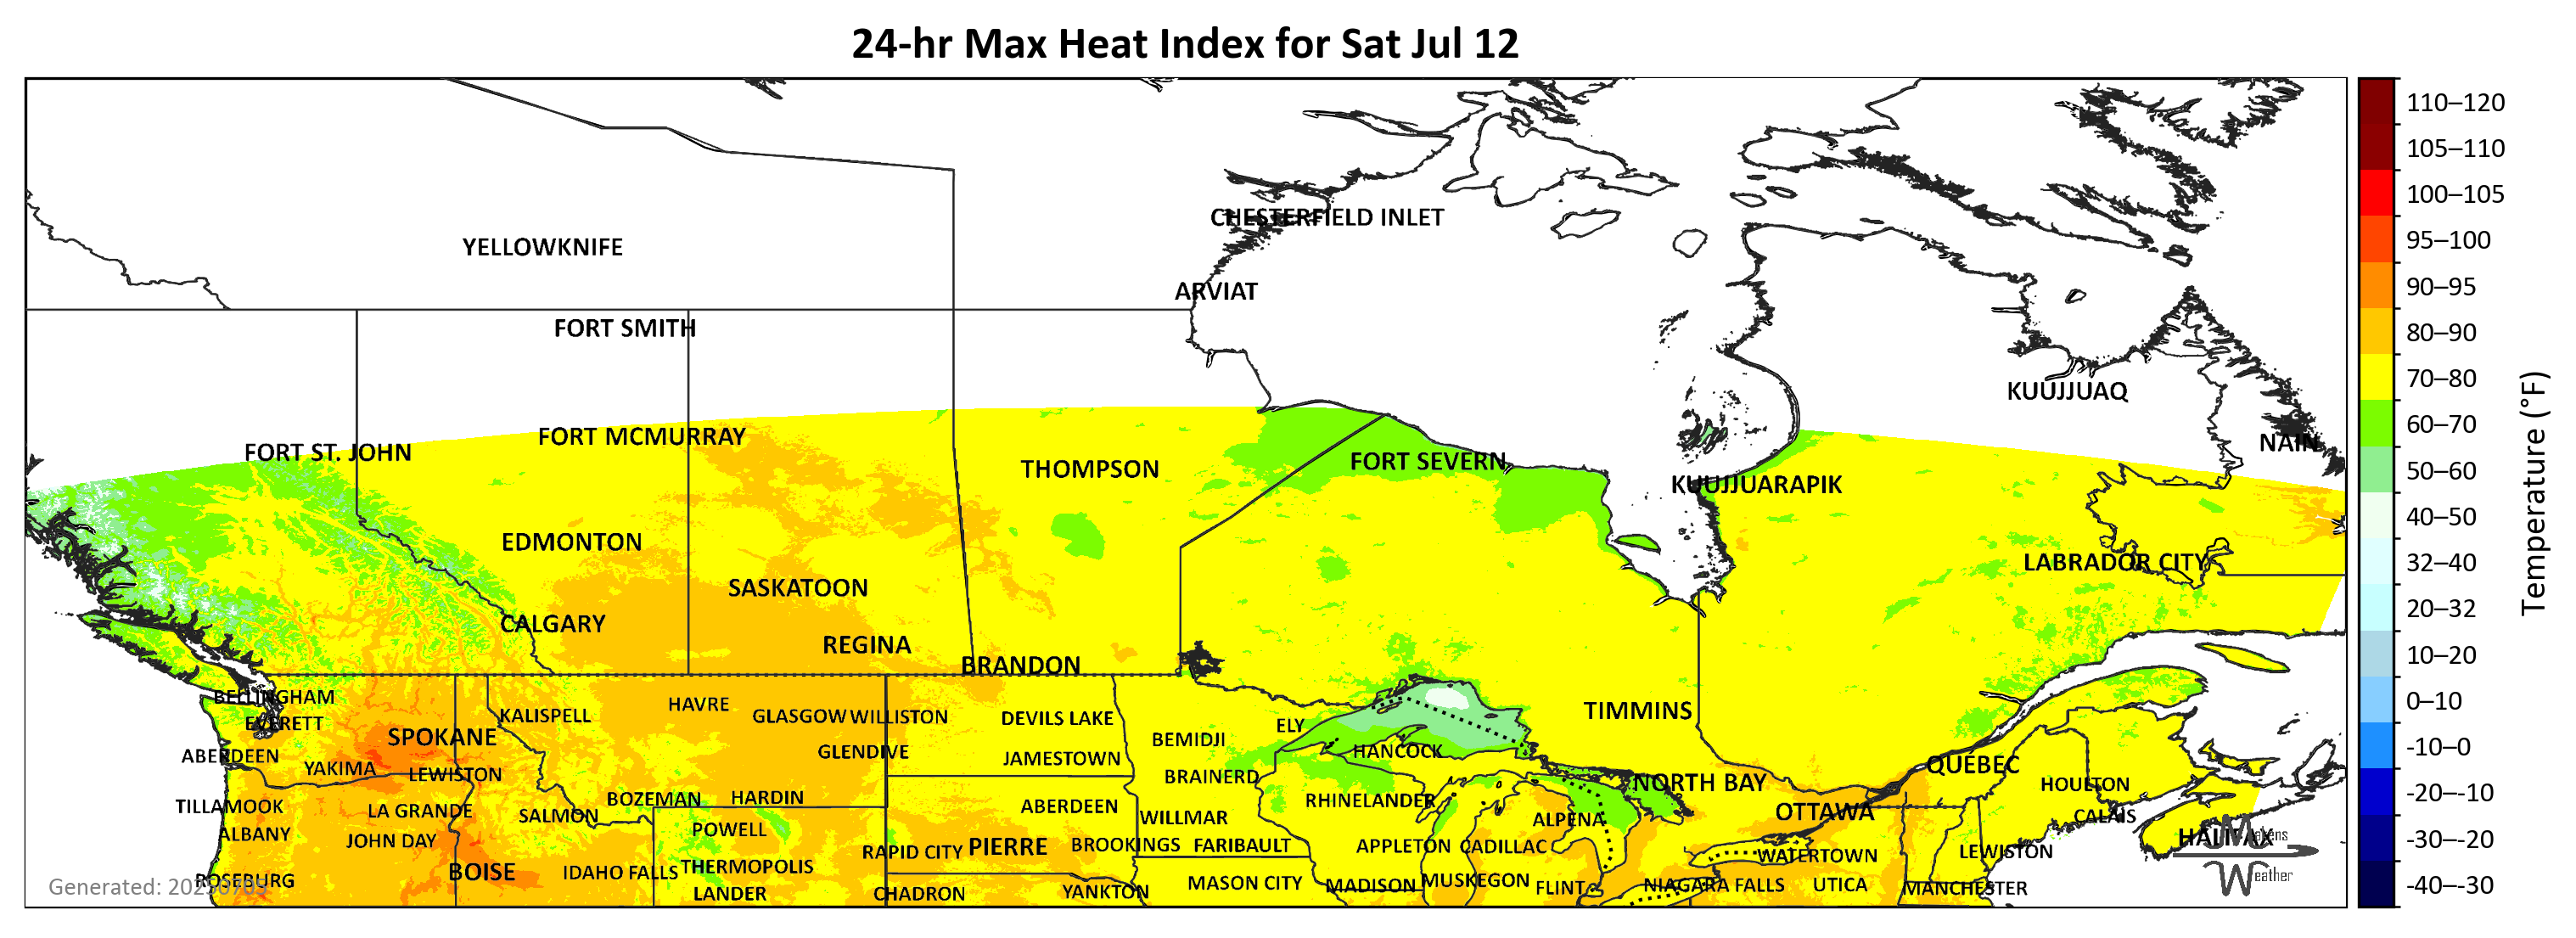 24-hr Max Heat Index for Sat Jul 12
CHESTERFIELD INLET
YELLOWKNIFE
ARVIAT
FORT SMITH
KUUJJUAQ
FORT MCMURRAY
NAIN
FORT ST. JOHN
FORT SEVERN
THOMPSON
KUUJJUARAPIK
EDMONTON
LABRADOR CITY
SASKATOON
CALGARY
REGINA
BRANDON
BELLINGHAM
HAVRE
KALISPELL
GLASGOW
WILLISTON
DEVILS LAKE
TIMMINS
EVERETT
ELY
SPOKANE
BEMIDJI
GLENDIVE
HANCOCK
ABERDEEN
JAMESTOWN
QUÉBEC
YAKIMA
LEWISTON
BRAINERD
NORTH BAY
HOULTON
BOZEMAN
HARDIN
RHINELANDER
TILLAMOOK
LA GRANDE
SALMON
ABERDEEN
WILLMAR
ALPENA
OTTAWA
CALAIS
ALBANY
JOHN DAY
POWELL
RAPID CITY
PIERRE
BROOKINGS
FARIBAULT
APPLETON
CADILLAC
WATERTOWN
LEWISTON
HALIFAX
Makens
Weather
BOISE
IDAHO FALLS
THERMOPOLIS
ROSEBURG
LANDER
CHADRON
YANKTON
MASON CITY
MADISON
MUSKEGON
FLINT
NIAGARA FALLS
UTICA
MANCHESTER
Generated: 20250705
110–120
105–110
100–105
95–100
90–95
80–90
70–80
60–70
50–60
40–50
32–40
20–32
10–20
0–10
-10–0
-20–-10
-30–-20
-40–-30
Temperature (°F)